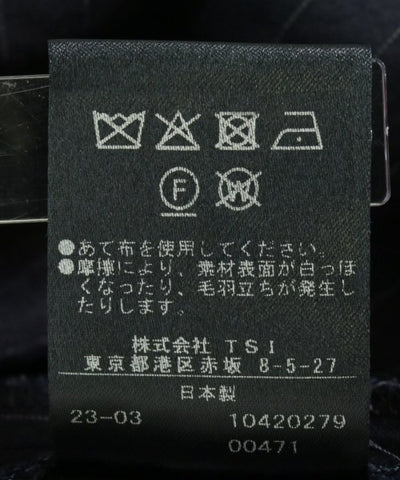 F W
●あて布を使用してください。
●摩擦により、素材表面が白っぽ
くなったり、毛羽立ちが発生し
たりします。
株式会社 TSI
東京都港区赤坂 8-5-27
日本製
23-03 10420279
00471